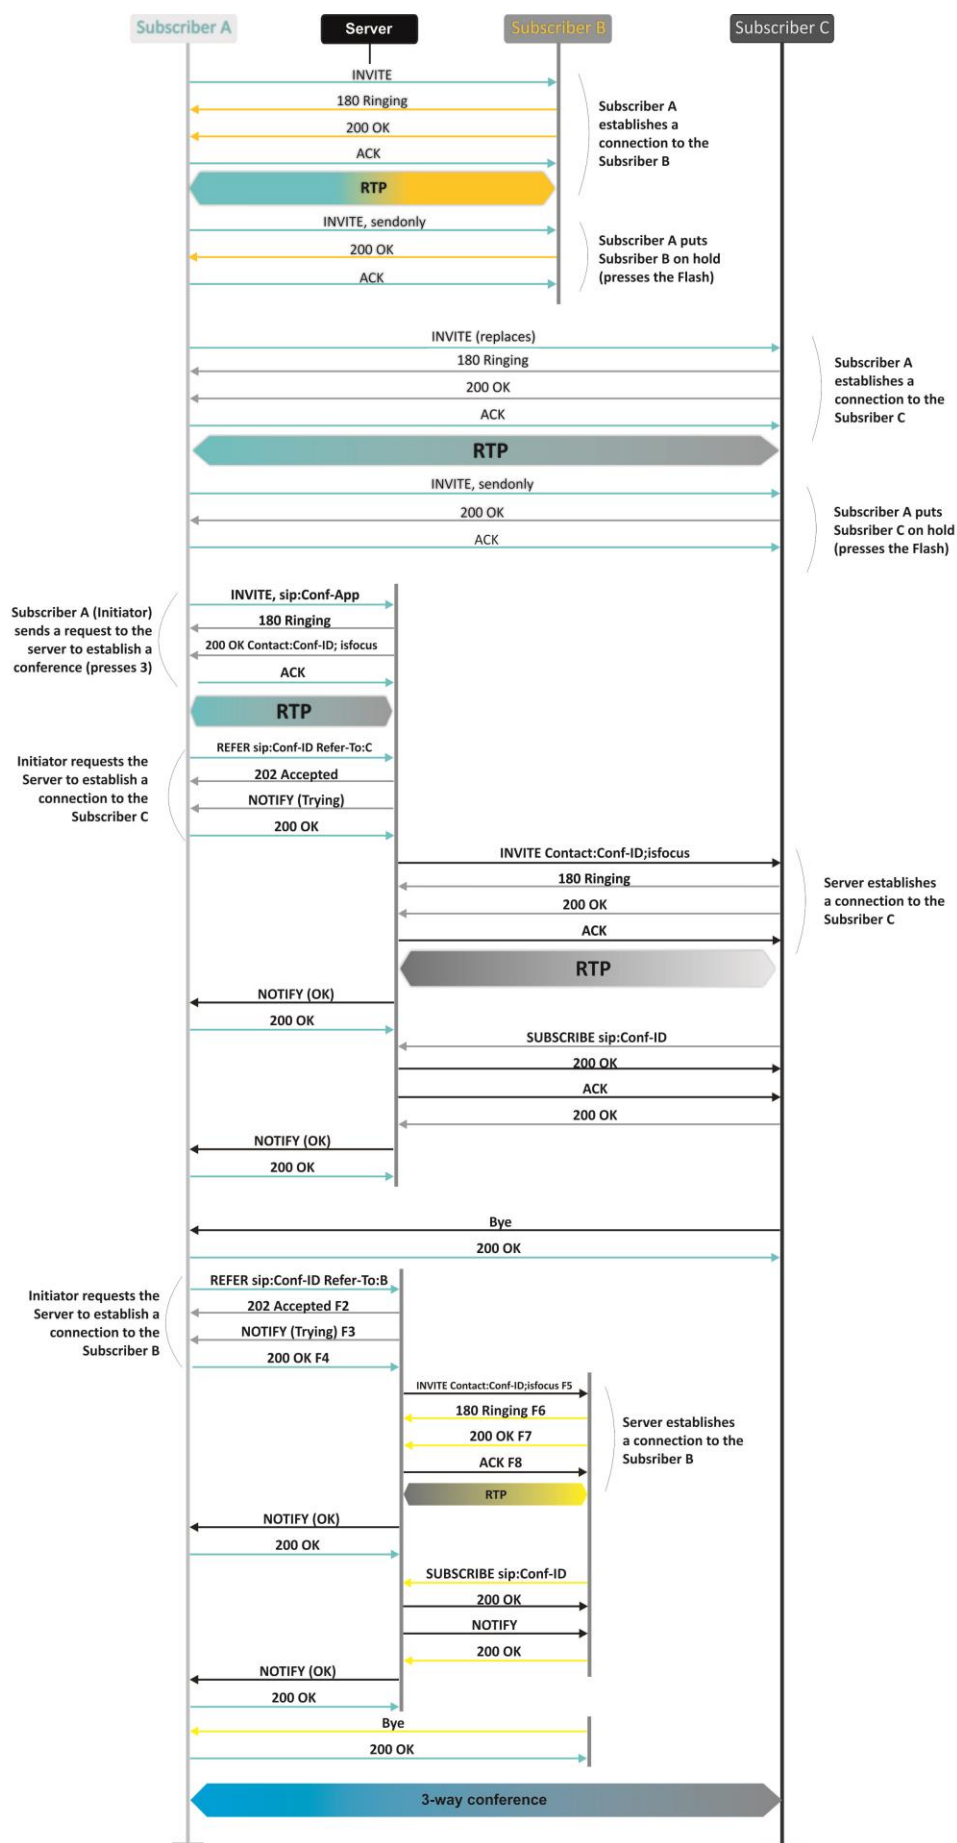 Subscriber A
Server
Subscriber B
Subscriber C
INVITE
180 Ringing
200 OK
ACK
RTP
Subscriber A
establishes a
connection to the
Subsriber B
INVITE, sendonly
200 OK
ACK
Subscriber A puts
Subsriber B on hold
(presses the Flash)
INVITE (replaces)
180 Ringing
200 OK
ACK
RTP
Subscriber A
establishes a
connection to the
Subsriber C
INVITE, sendonly
200 OK
ACK
Subscriber A puts
Subsriber C on hold
(presses the Flash)
Subscriber A (Initiator)
sends a request to the
server to establish a
conference (presses 3)
INVITE, sip:Conf-App
180 Ringing
200 OK Contact:Conf-ID; isfocus
ACK
RTP
Initiator requests the
Server to establish a
connection to the
Subsriber C
REFER sip:Conf-ID Refer-To:C
202 Accepted
NOTIFY (Trying)
200 OK
INVITE Contact:Conf-ID;isfocus
180 Ringing
200 OK
ACK
RTP
Server establishes
a connection to the
Subsriber C
NOTIFY (OK)
200 OK
SUBSCRIBE sip:Conf-ID
200 OK
ACK
200 OK
NOTIFY (OK)
200 OK
Bye
200 OK
Initiator requests the
Server to establish a
connection to the
Subsriber B
REFER sip:Conf-ID Refer-To:B
202 Accepted F2
NOTIFY (Trying) F3
200 OK F4
INVITE Contact:Conf-ID;isfocus F5
180 Ringing F6
200 OK F7
ACK F8
RTP
Server establishes
a connection to the
Subsriber B
NOTIFY (OK)
200 OK
SUBSCRIBE sip:Conf-ID
200 OK
NOTIFY
200 OK
NOTIFY (OK)
200 OK
Bye
200 OK
3-way conference